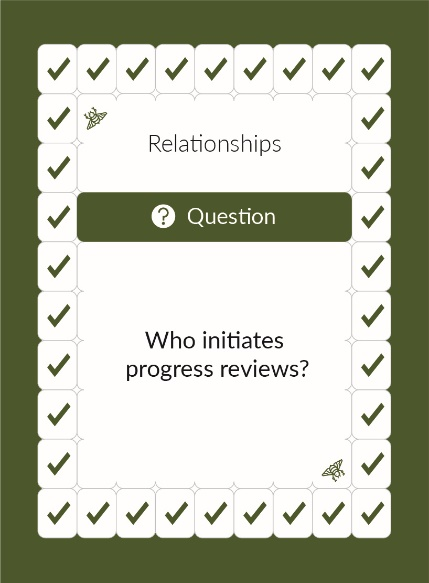 Relationships
Question
Who initiates
progress reviews?